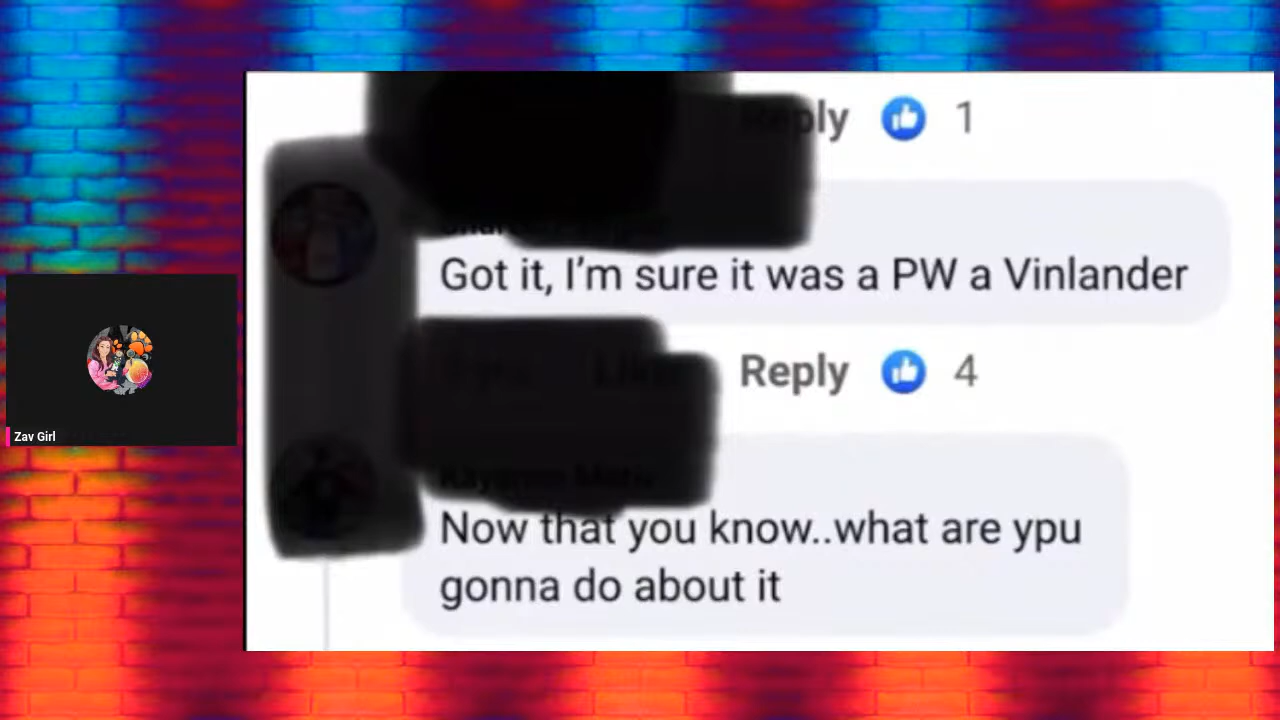 Reply 1
Got it, I'm sure it was a PW a Vinlander
Reply 4
Now that you know..what are ypu
gonna do about it
Zav Girl